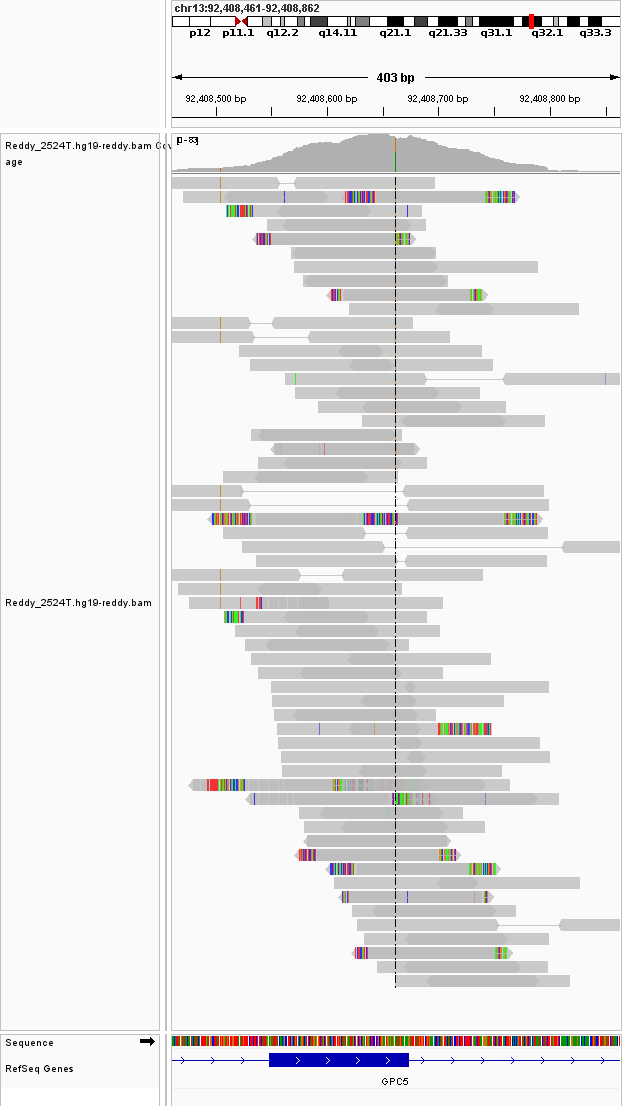 chr13:92,408,461-92,408,862
p12 p11.1 q12.2 q14.11 q21.1 q21.33 q31.1 q32.1 q33.3
403 bp
92,408,500 bp 92,408,600 bp 92,408,700 bp 92,408,800 bp
Reddy_2524T.hg19-reddy.bam Cov
age
[0-83]
Reddy_2524T.hg19-reddy.bam
Sequence
RefSeq Genes
GPC5